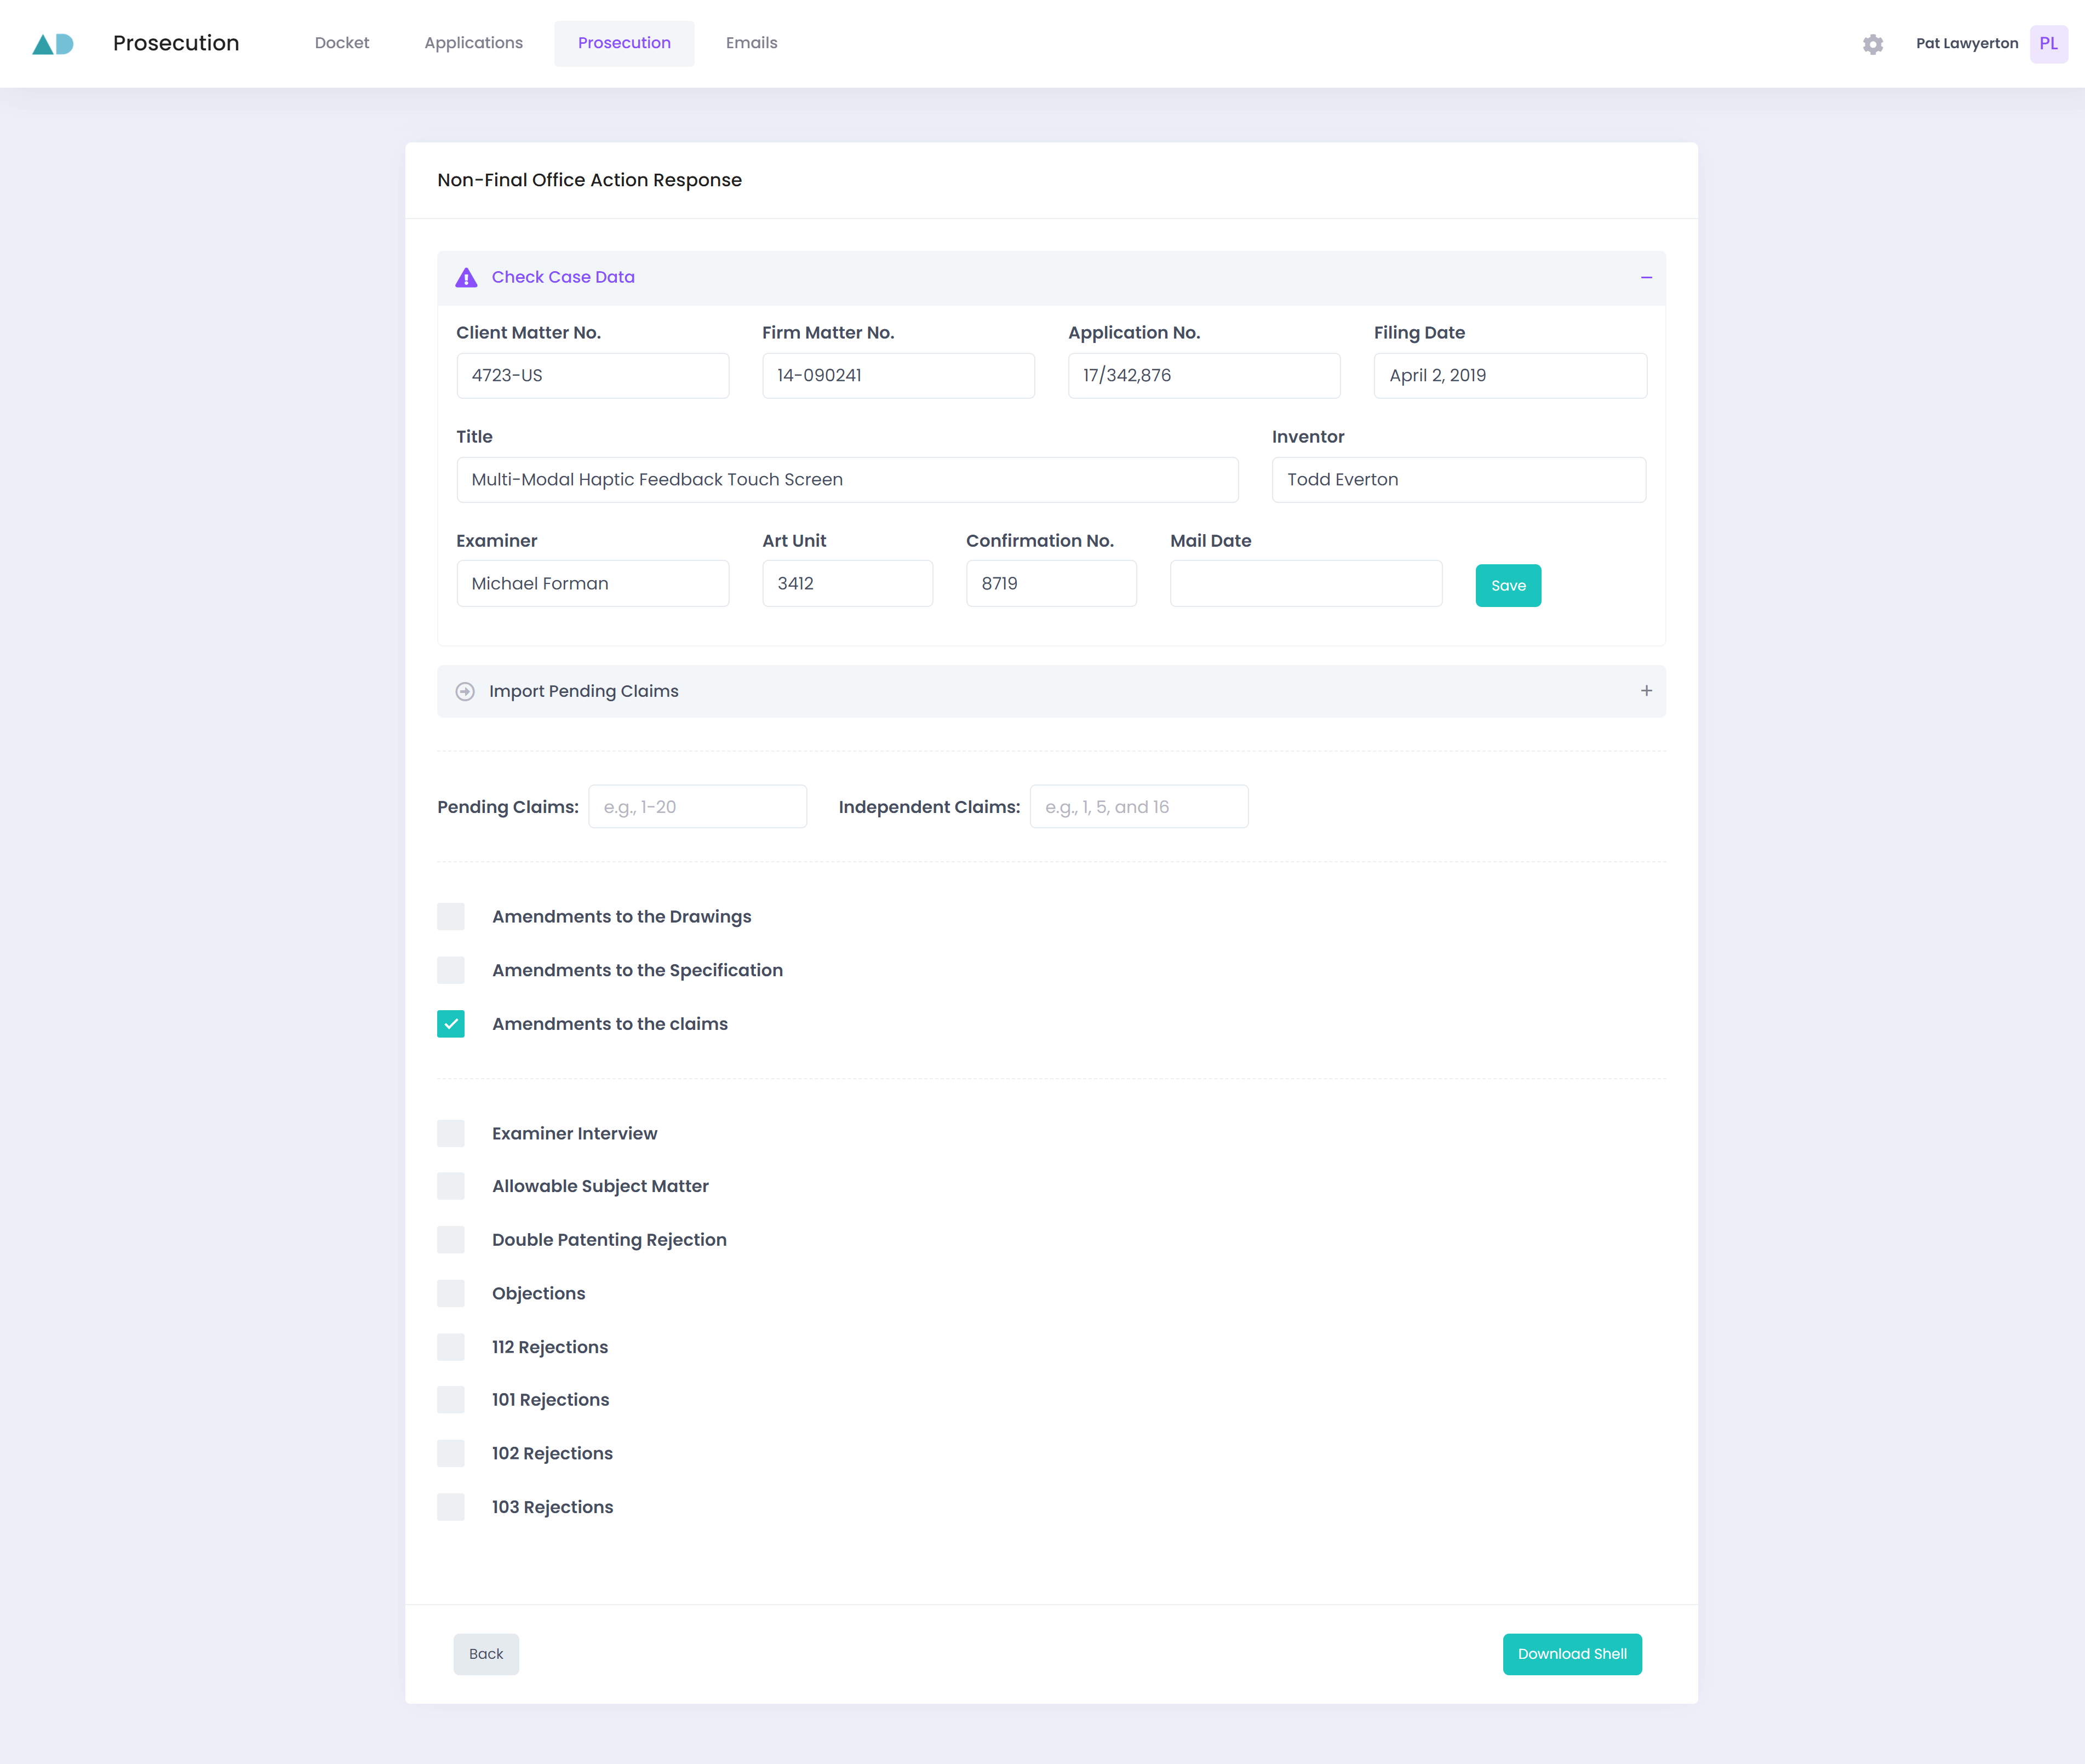 Prosecution
Docket
Applications
Prosecution
Emails
Pat Lawyerton
PL
Non-Final Office Action Response
Check Case Data
Client Matter No.
Firm Matter No.
Application No.
Filing Date
4723-US
14-090241
17/342,876
April 2, 2019
Title
Inventor
Multi-Modal Haptic Feedback Touch Screen
Todd Everton
Examiner
Art Unit
Confirmation No.
Mail Date
Michael Forman
3412
8719
Save
Import Pending Claims
Pending Claims:
e.g., 1-20
Independent Claims:
e.g., 1, 5, and 16
Amendments to the Drawings
Amendments to the Specification
Amendments to the claims
Examiner Interview
Allowable Subject Matter
Double Patenting Rejection
Objections
112 Rejections
101 Rejections
102 Rejections
103 Rejections
Back
Download Shell